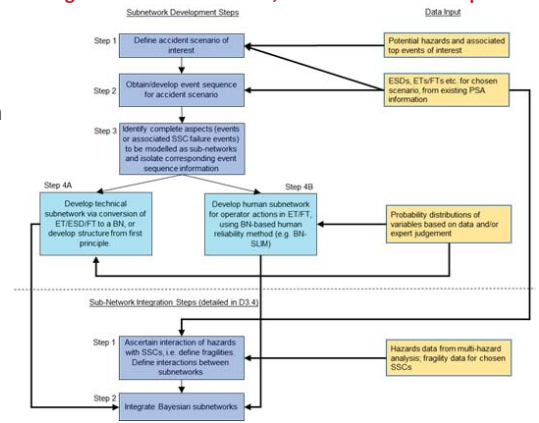 Subnetwork Development Steps
Data Input
Step 1
Define accident scenario of
interest
Potential hazards and associated
top events of interest
Step 2
Obtain/develop event sequence
for accident scenario
ESDs, ETs/FTs etc. for chosen
scenario, from existing PSA
information
Step 3
Identify complete aspects (events
or associated SSC failure events)
to be modelled as sub-networks
and isolate corresponding event
sequence information
Step 4A
Develop technical
subnetwork via conversion of
ET/ESD/FT to a BN, or
develop structure from first
principle.
Step 4B
Develop human subnetwork
for operator actions in ET/FT,
using BN-based human
reliability method (e.g. BN-
SLIM)
Probability distributions of
variables based on data and/or
expert judgement
Sub-Network Integration Steps (detailed in D3.4)
Step 1
Ascertain interaction of hazards
with SSCs, i.e. define fragilities.
Define interactions between
subnetworks
Hazards data from multi-hazard
analysis; fragility data for chosen
SSCs
Step 2
Integrate Bayesian subnetworks